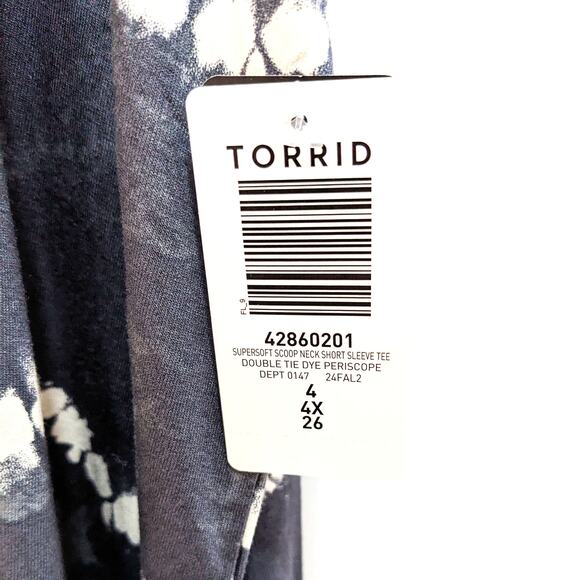 TORRID
FL_9
42860201
SUPERSOFT SCOOP NECK SHORT SLEEVE TEE
DOUBLE TIE DYE PERISCOPE
DEPT 0147 24FAL2
4
4X
26